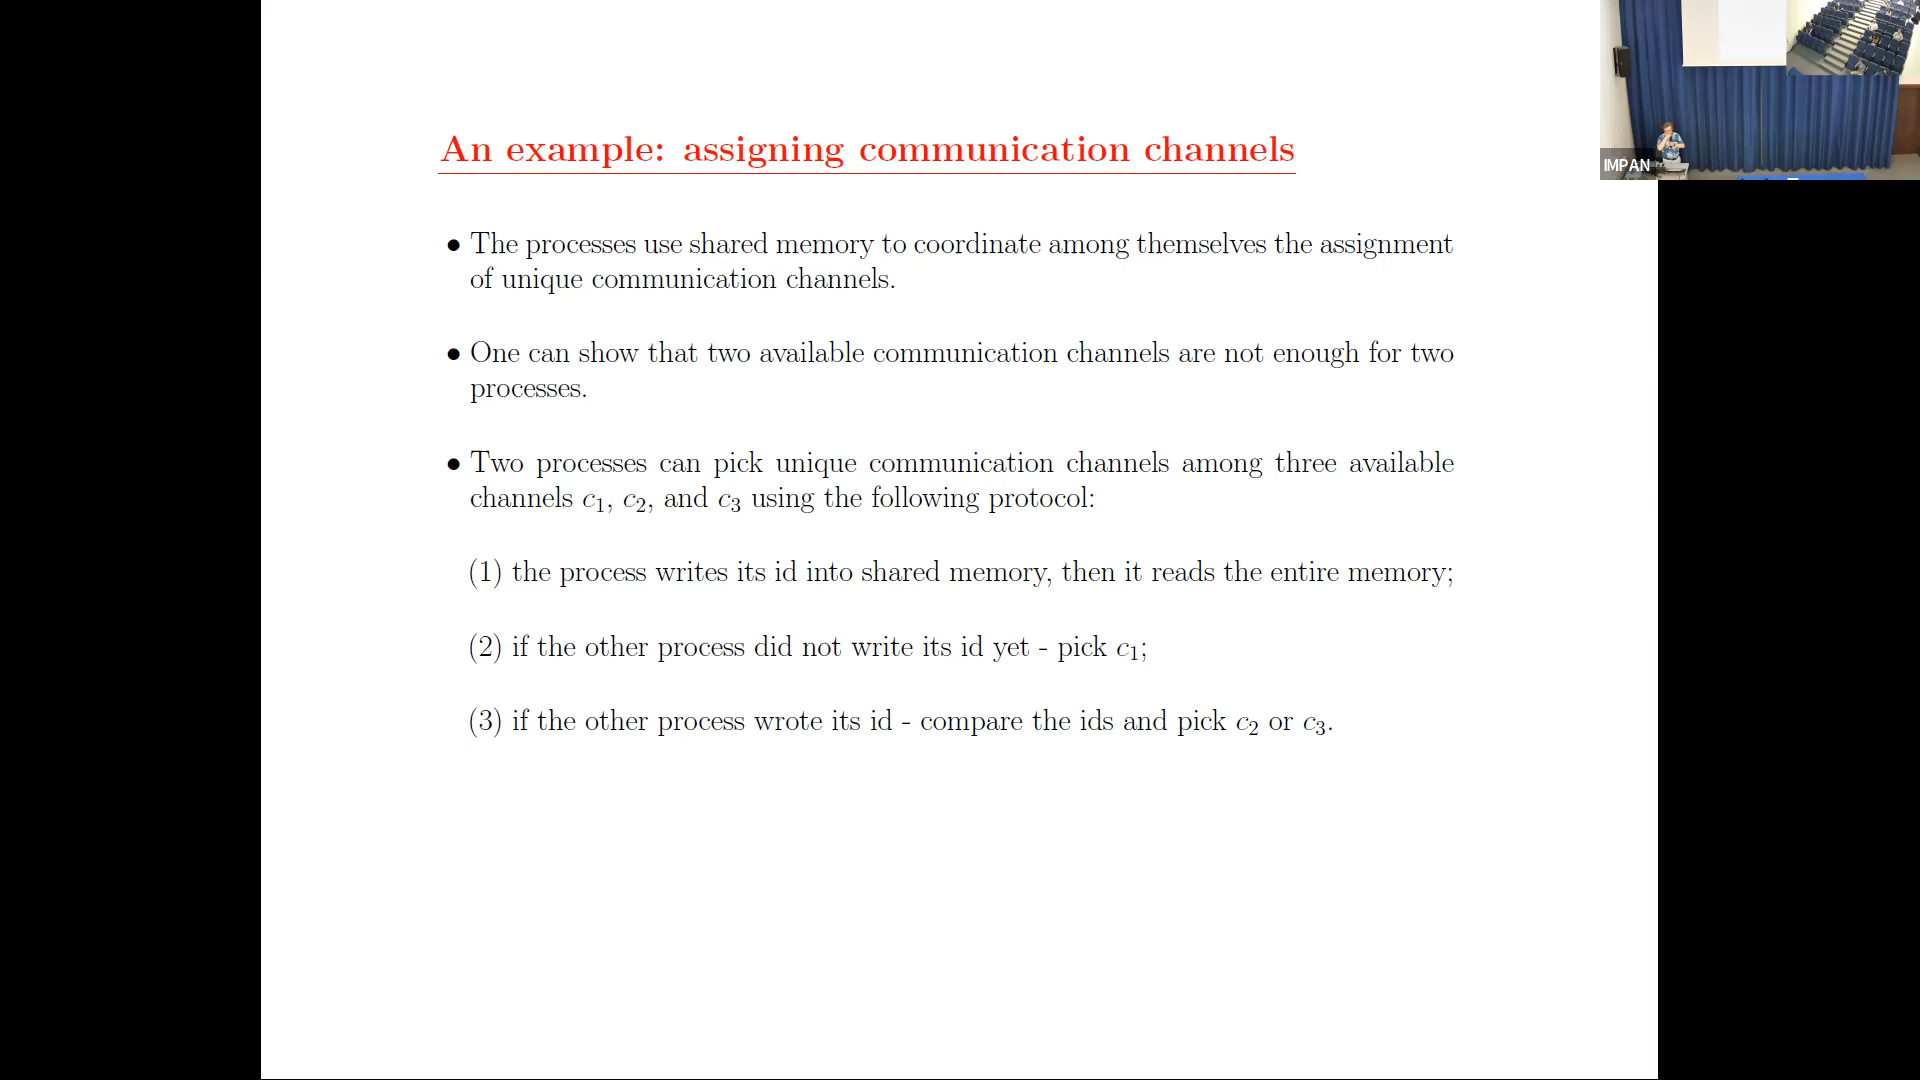 An example: assigning communication channels
• The processes use shared memory to coordinate among themselves the assignment
of unique communication channels.
• One can show that two available communication channels are not enough for two
processes.
• Two processes can pick unique communication channels among three available
channels c₁, c₂, and c₃ using the following protocol:
(1) the process writes its id into shared memory, then it reads the entire memory;
(2) if the other process did not write its id yet - pick c₁;
(3) if the other process wrote its id - compare the ids and pick c₂ or c₃.
IMPAN